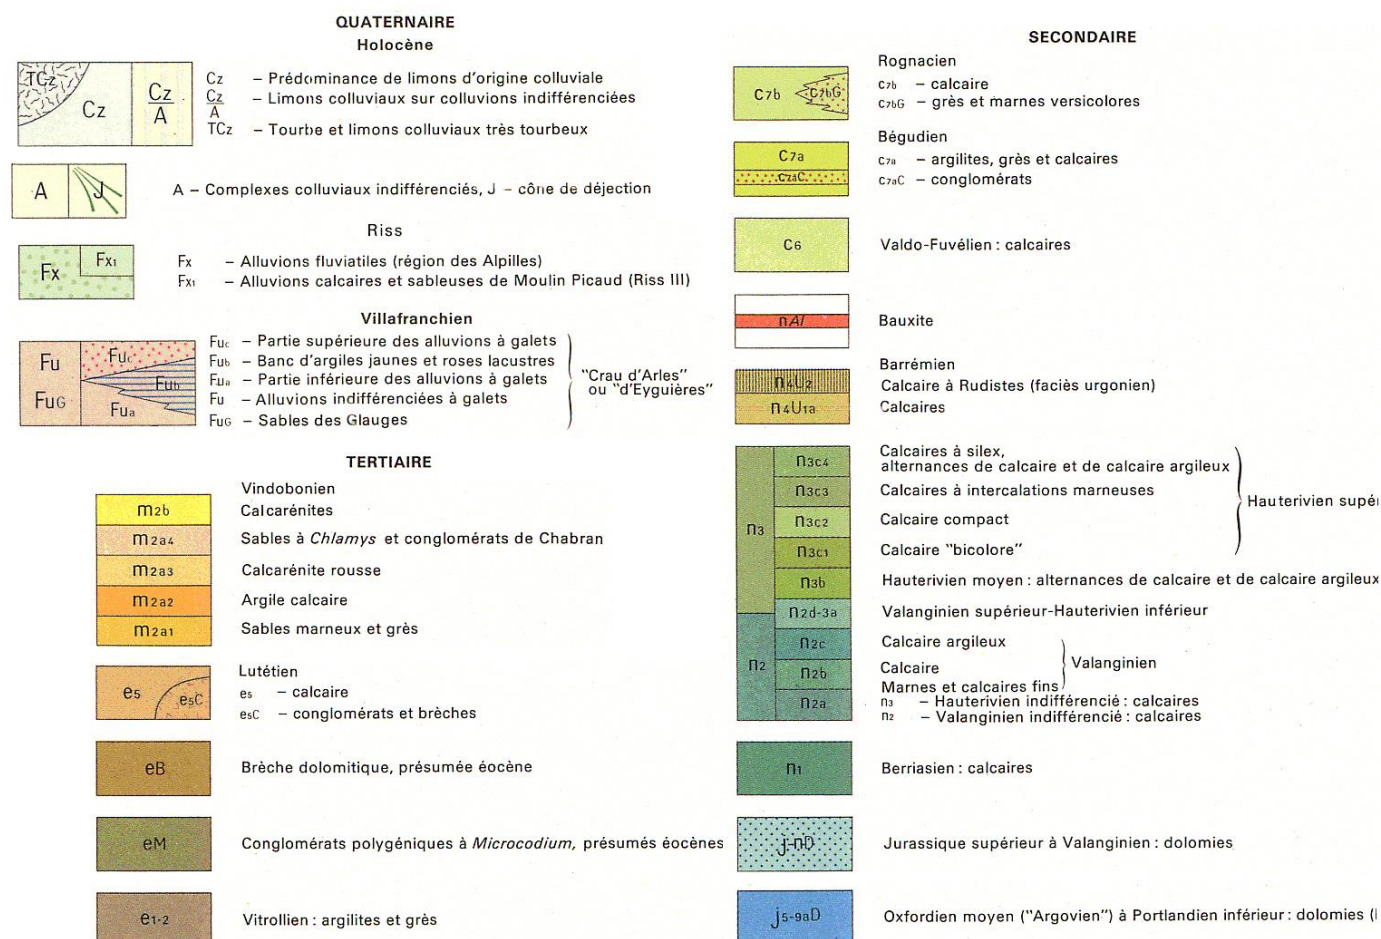 QUATERNAIRE
Holocène
TCz
Cz
Cz
A
Cz – Prédominance de limons d'origine colluviale
Cz – Limons colluviaux sur colluvions indifférenciées
A
TCz – Tourbe et limons colluviaux très tourbeux
A
J
A – Complexes colluviaux indifférenciés, J – cône de déjection
Riss
Fx
Fx1
Fx – Alluvions fluviatiles (région des Alpilles)
Fx1 – Alluvions calcaires et sableuses de Moulin Picaud (Riss III)
Villafranchien
Fu
FuG
Fuc
Fub
Fua
Fuc – Partie supérieure des alluvions à galets
Fub – Banc d'argiles jaunes et roses lacustres
Fua – Partie inférieure des alluvions à galets
Fu – Alluvions indifférenciées à galets
FuG – Sables des Glauges
"Crau d'Arles"
ou "d'Eyguières"
TERTIAIRE
Vindobonien
m2b Calcarénites
m2a4 Sables à Chlamys et conglomérats de Chabran
m2a3 Calcarénite rousse
m2a2 Argile calcaire
m2a1 Sables marneux et grès
Lutétien
e5
e5C
e5 – calcaire
e5C – conglomérats et brèches
eB Brèche dolomitique, présumée éocène
eM Conglomérats polygéniques à Microcodium, présumés éocènes
e1-2 Vitrollien : argilites et grès
SECONDAIRE
Rognacien
c7b
c7bG
c7b – calcaire
c7bG – grès et marnes versicolores
Bégudien
c7a
c7aC
c7a – argilites, grès et calcaires
c7aC – conglomérats
c6 Valdo-Fuvélien : calcaires
nAl Bauxite
Barrémien
n4U2 Calcaire à Rudistes (faciès urgonien)
n4U1a Calcaires
n3
n3c4 Calcaires à silex,
alternances de calcaire et de calcaire argileux
n3c3 Calcaires à intercalations marneuses
n3c2 Calcaire compact
n3c1 Calcaire "bicolore"
Hauterivien supé
n3b Hauterivien moyen : alternances de calcaire et de calcaire argileux
n2d-3a Valanginien supérieur-Hauterivien inférieur
n2
n2c Calcaire argileux
n2b Calcaire
n2a Marnes et calcaires fins
Valanginien
n3 – Hauterivien indifférencié : calcaires
n2 – Valanginien indifférencié : calcaires
n1 Berriasien : calcaires
j-nD Jurassique supérieur à Valanginien : dolomies
j5-9aD Oxfordien moyen ("Argovien") à Portlandien inférieur : dolomies (